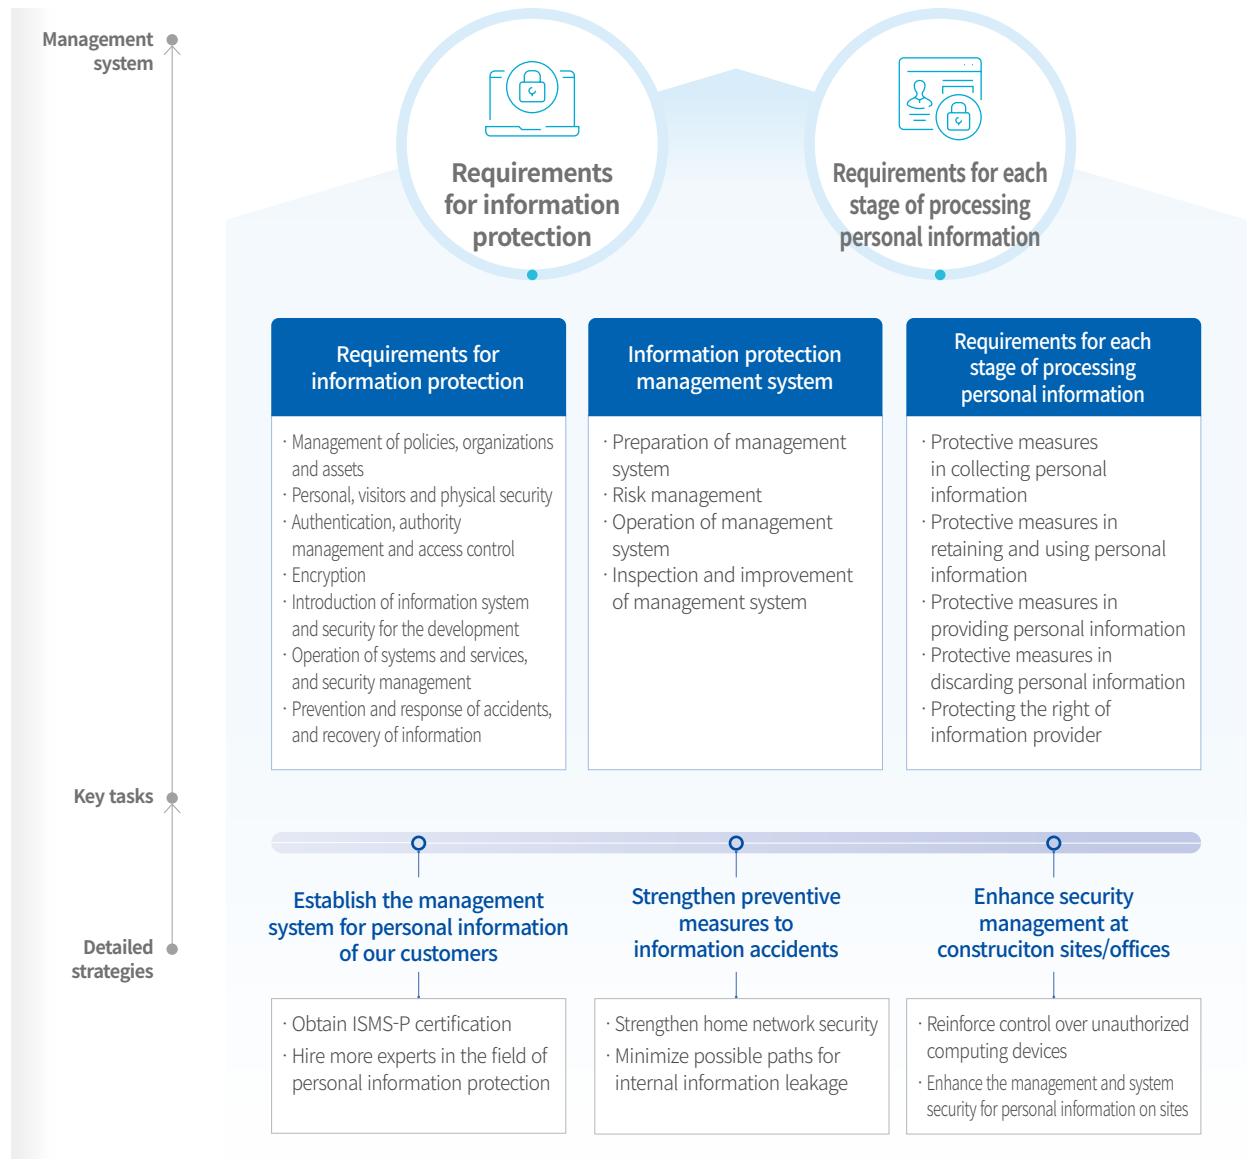 Management
system
Requirements
for information
protection
Requirements for each
stage of processing
personal information
Requirements for
information protection
· Management of policies, organizations
and assets
· Personal, visitors and physical security
· Authentication, authority
management and access control
· Encryption
· Introduction of information system
and security for the development
· Operation of systems and services,
and security management
· Prevention and response of accidents,
and recovery of information
Information protection
management system
· Preparation of management
system
· Risk management
· Operation of management
system
· Inspection and improvement
of management system
Requirements for each
stage of processing
personal information
· Protective measures
in collecting personal
information
· Protective measures in
retaining and using personal
information
· Protective measures in
providing personal information
· Protective measures in
discarding personal information
· Protecting the right of
information provider
Key tasks
Establish the management
system for personal information
of our customers
Strengthen preventive
measures to
information accidents
Enhance security
management at
construciton sites/offices
Detailed
strategies
· Obtain ISMS-P certification
· Hire more experts in the field of
personal information protection
· Strengthen home network security
· Minimize possible paths for
internal information leakage
· Reinforce control over unauthorized
computing devices
· Enhance the management and system
security for personal information on sites